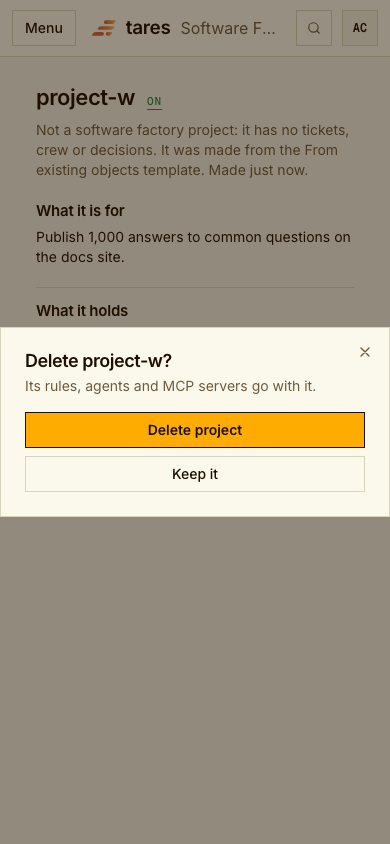 Menu
tares
Software F...
AC
project-w
ON
Not a software factory project: it has no tickets,
crew or decisions. It was made from the From
existing objects template. Made just now.
What it is for
Publish 1,000 answers to common questions on
the docs site.
What it holds
Delete project-w?
Its rules, agents and MCP servers go with it.
Delete project
Keep it